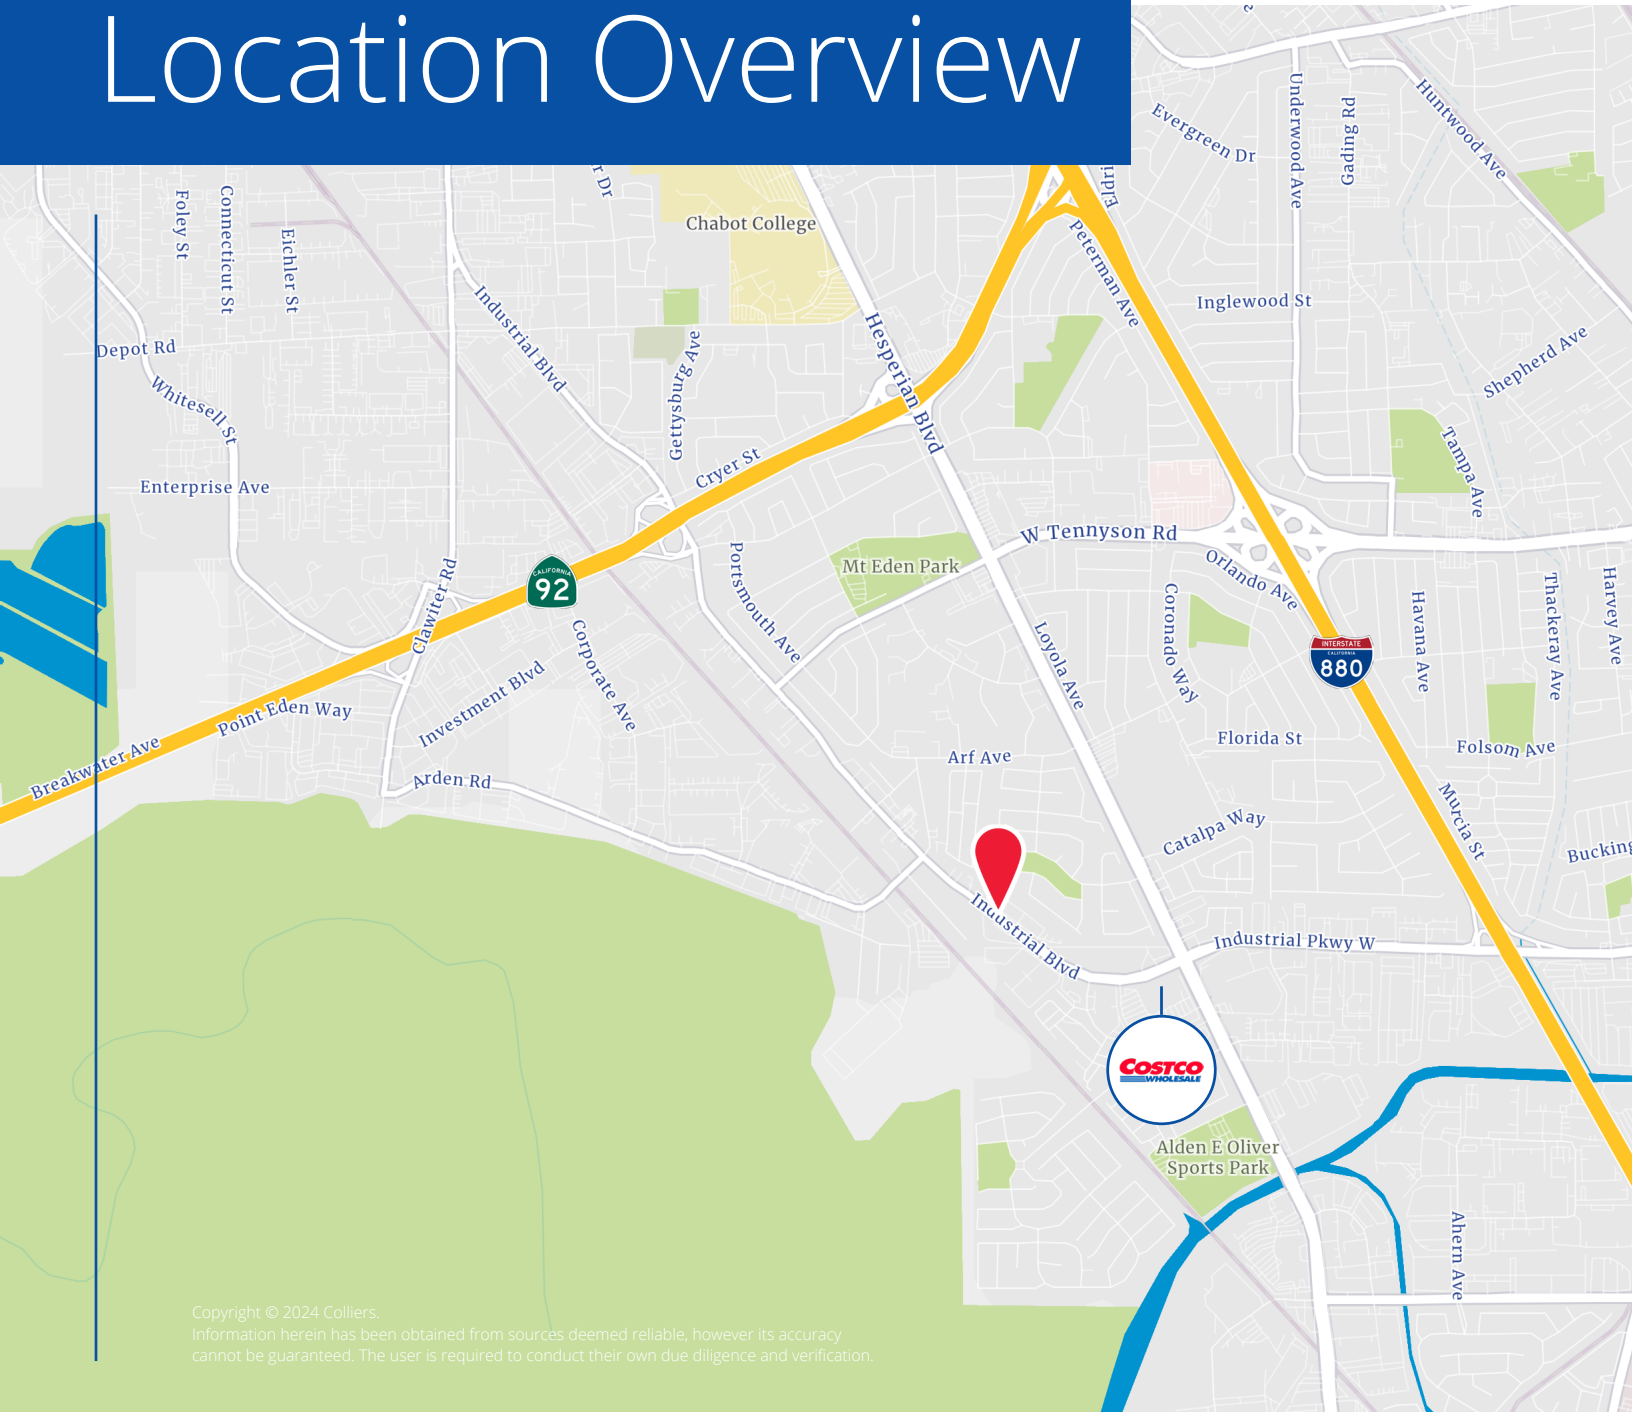 Location Overview
Evergreen Dr
Underwood Ave
Gading Rd
Huntwood Ave
Foley St
Connecticut St
Eichler St
r Dr
Eldri
Chabot College
Peterman Ave
Inglewood St
Industrial Blvd
Hesperian Blvd
Depot Rd
Gettysburg Ave
Shepherd Ave
Whitesell St
Tampa Ave
Cryer St
Enterprise Ave
W Tennyson Rd
CALIFORNIA
92
Mt Eden Park
Portsmouth Ave
Orlando Ave
Clawiter Rd
Corporate Ave
Coronado Way
Loyola Ave
Havana Ave
Thackeray Ave
Harvey Ave
INTERSTATE
CALIFORNIA
880
Investment Blvd
Point Eden Way
Breakwater Ave
Florida St
Folsom Ave
Arf Ave
Arden Rd
Murcia St
Catalpa Way
Bucking
Industrial Blvd
Industrial Pkwy W
COSTCO
WHOLESALE
Alden E Oliver
Sports Park
Ahern Ave
Copyright © 2024 Colliers.
Information herein has been obtained from sources deemed reliable, however its accuracy
cannot be guaranteed. The user is required to conduct their own due diligence and verification.